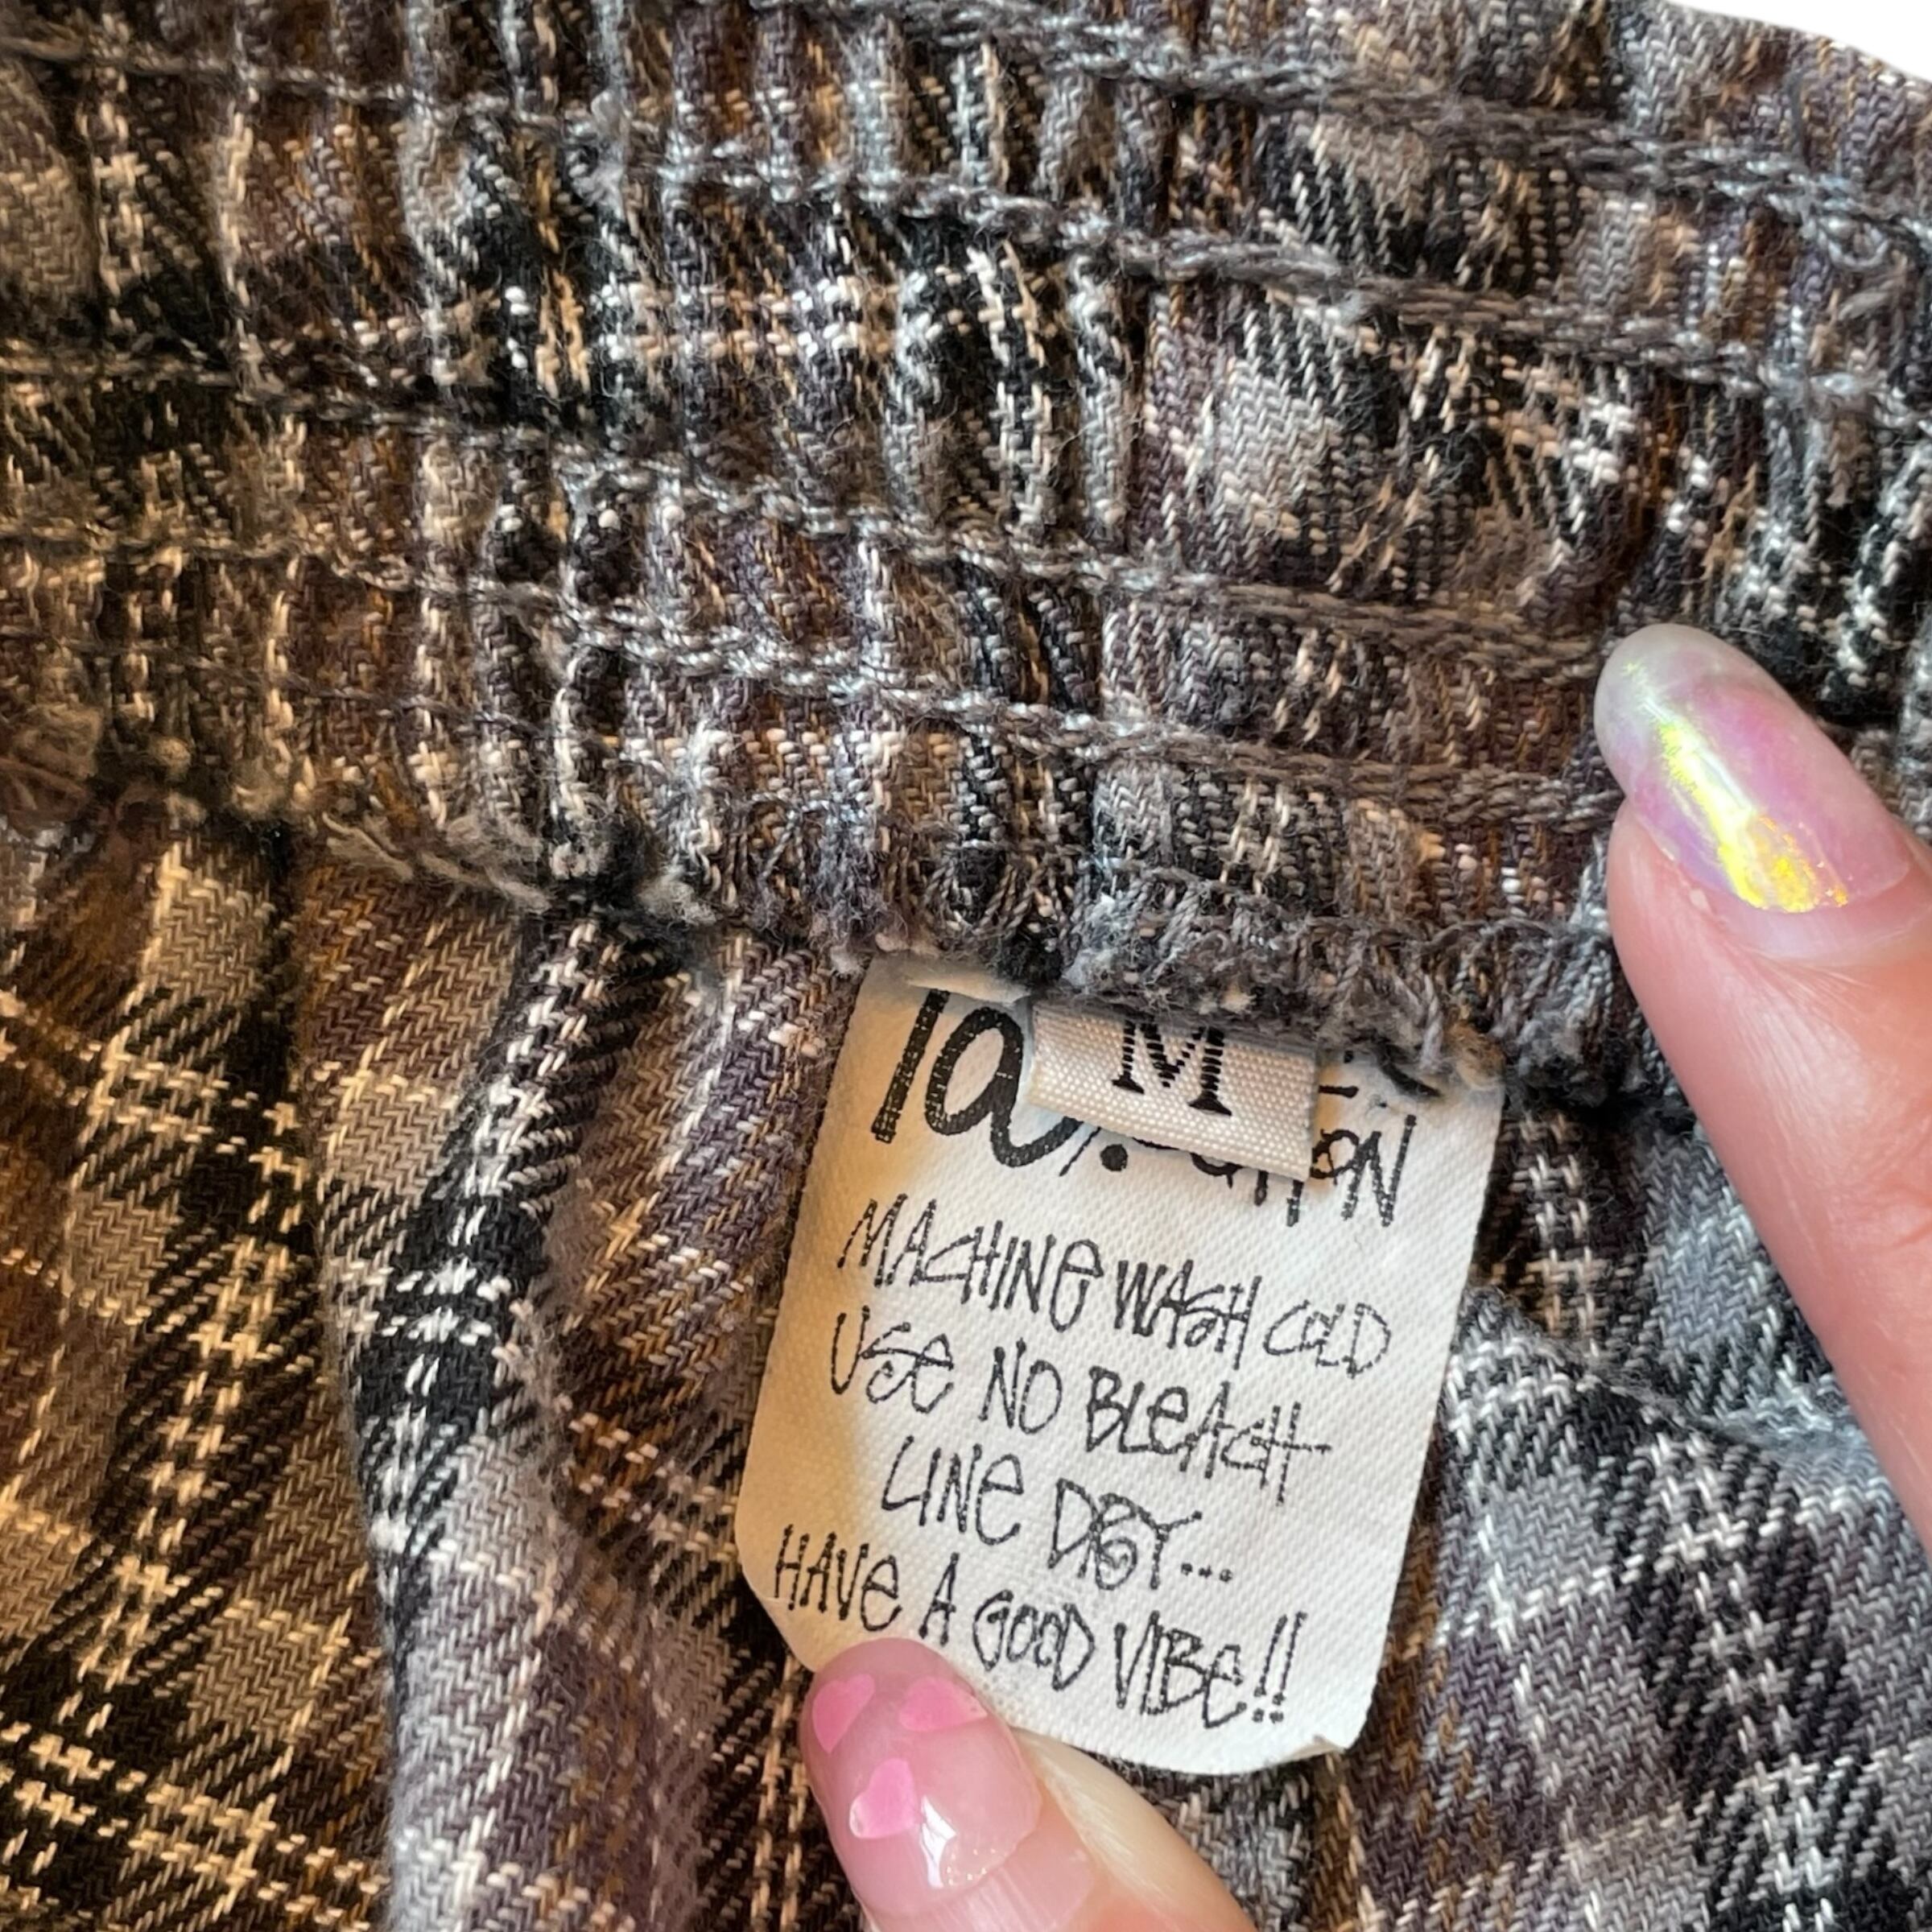 M
MACHINE WASH COLD
USE NO BLEACH
LINE DRY...
HAVE A GOOD VIBE!!